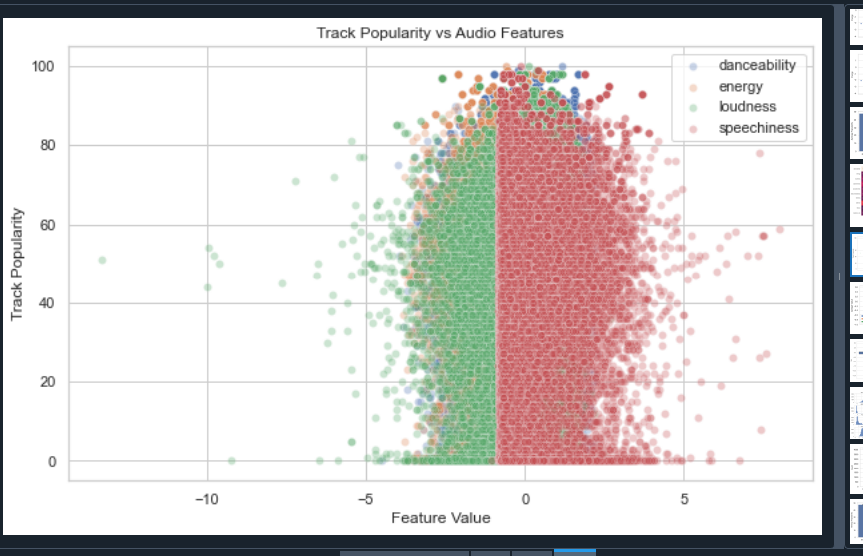 Track Popularity vs Audio Features
100
80
60
40
20
0
Track Popularity
danceability
energy
loudness
speechiness
−10
−5
0
5
Feature Value